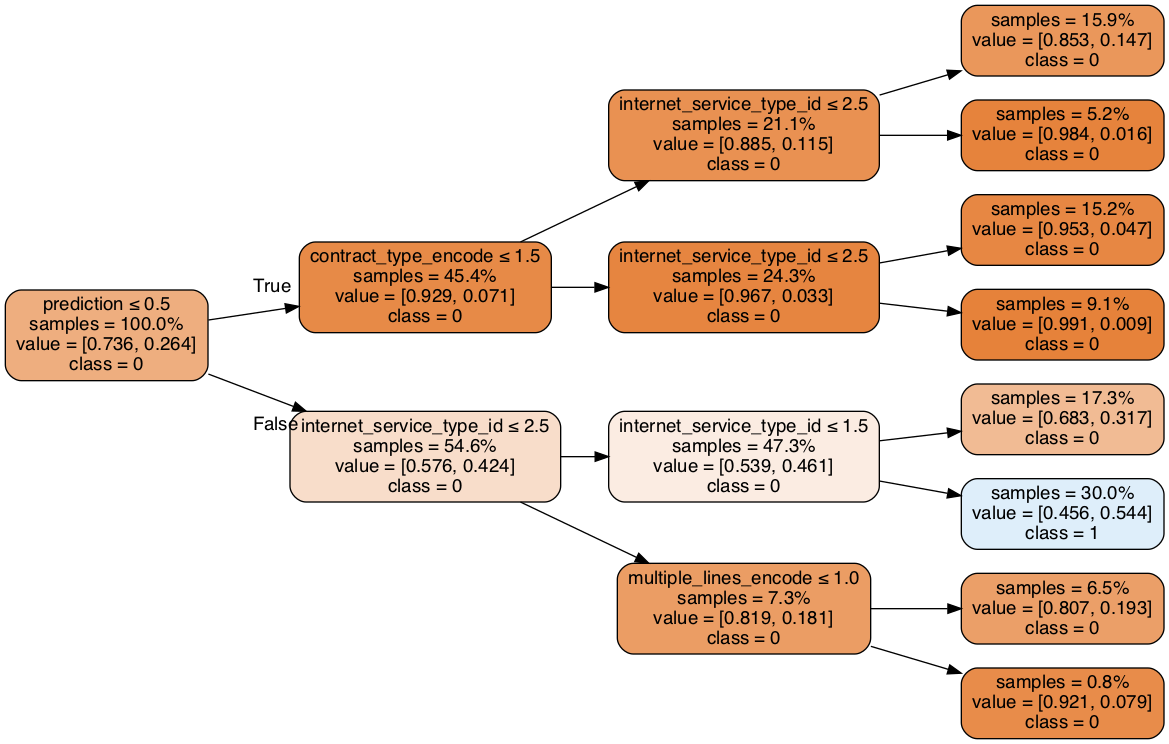 prediction ≤ 0.5
samples = 100.0%
value = [0.736, 0.264]
class = 0
True
False
contract_type_encode ≤ 1.5
samples = 45.4%
value = [0.929, 0.071]
class = 0
internet_service_type_id ≤ 2.5
samples = 54.6%
value = [0.576, 0.424]
class = 0
internet_service_type_id ≤ 2.5
samples = 21.1%
value = [0.885, 0.115]
class = 0
internet_service_type_id ≤ 2.5
samples = 24.3%
value = [0.967, 0.033]
class = 0
internet_service_type_id ≤ 1.5
samples = 47.3%
value = [0.539, 0.461]
class = 0
multiple_lines_encode ≤ 1.0
samples = 7.3%
value = [0.819, 0.181]
class = 0
samples = 15.9%
value = [0.853, 0.147]
class = 0
samples = 5.2%
value = [0.984, 0.016]
class = 0
samples = 15.2%
value = [0.953, 0.047]
class = 0
samples = 9.1%
value = [0.991, 0.009]
class = 0
samples = 17.3%
value = [0.683, 0.317]
class = 0
samples = 30.0%
value = [0.456, 0.544]
class = 1
samples = 6.5%
value = [0.807, 0.193]
class = 0
samples = 0.8%
value = [0.921, 0.079]
class = 0